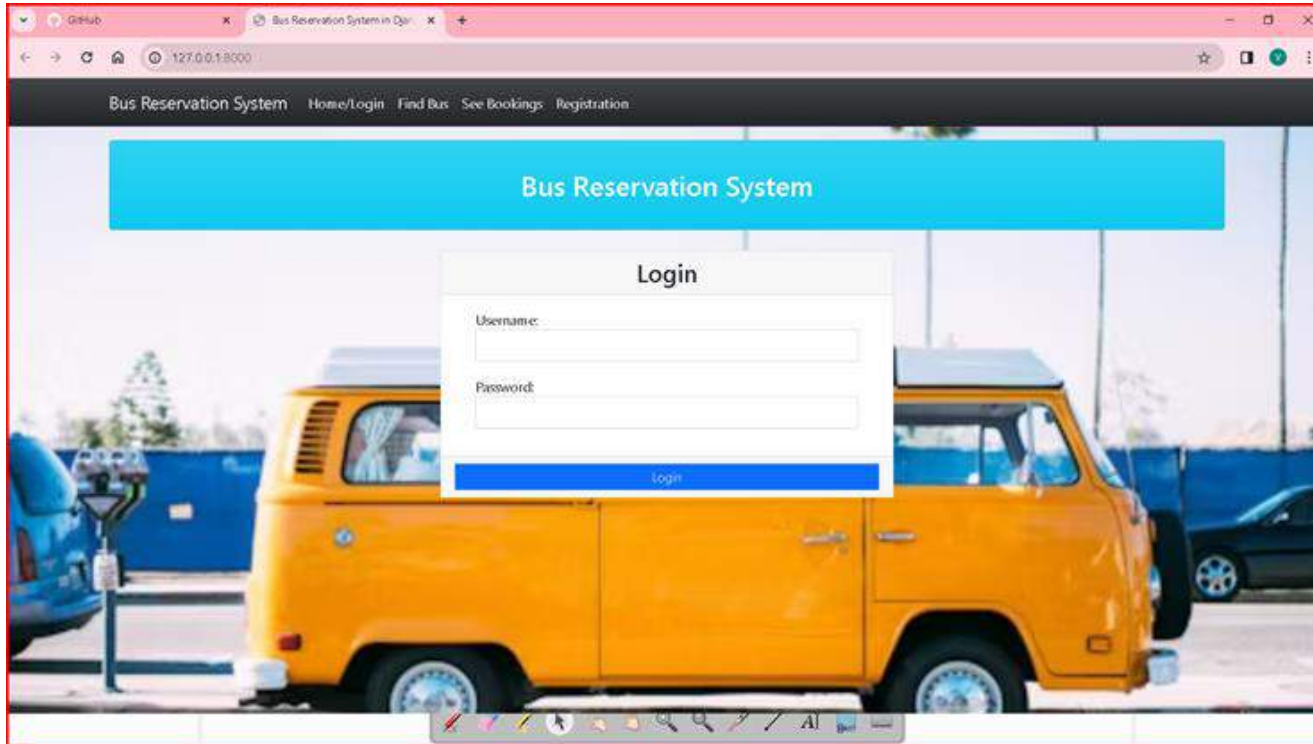 GitHub
Bus Reservation System in Djan
127.0.0.1:8000
V
Bus Reservation System Home/Login Find Bus See Bookings Registration
Bus Reservation System
Login
Username:
Password:
Login
A